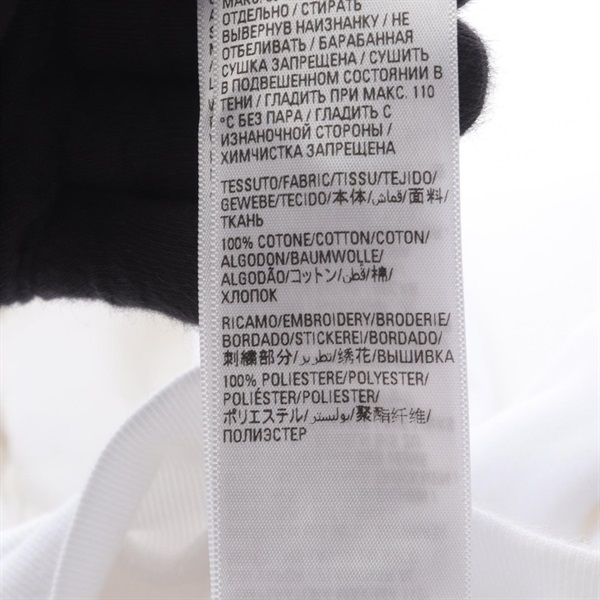 ОТДЕЛЬНО / СТИРАТЬ
ВЫВЕРНУВ НАИЗНАНКУ / НЕ
ОТБЕЛИВАТЬ / БАРАБАННАЯ
СУШКА ЗАПРЕЩЕНА / СУШИТЬ
В ПОДВЕШЕННОМ СОСТОЯНИИ В
ТЕНИ / ГЛАДИТЬ ПРИ МАКС. 110
°C БЕЗ ПАРА / ГЛАДИТЬ С
ИЗНАНОЧНОЙ СТОРОНЫ /
ХИМЧИСТКА ЗАПРЕЩЕНА
TESSUTO/FABRIC/TISSU/TEJIDO/
GEWEBE/TECIDO/本体/قماش/面料/
ТКАНЬ
100% COTONE/COTTON/COTON/
ALGODON/BAUMWOLLE/
ALGODÃO/コットン/قطن/棉/
ХЛОПОК
RICAMO/EMBROIDERY/BRODERIE/
BORDADO/STICKEREI/BORDADO/
刺繍部分/تطريز/绣花/ВЫШИВКА
100% POLIESTERE/POLYESTER/
POLIÉSTER/POLIESTER/
ポリエステル/بوليستر/聚酯纤维/
ПОЛИЭСТЕР